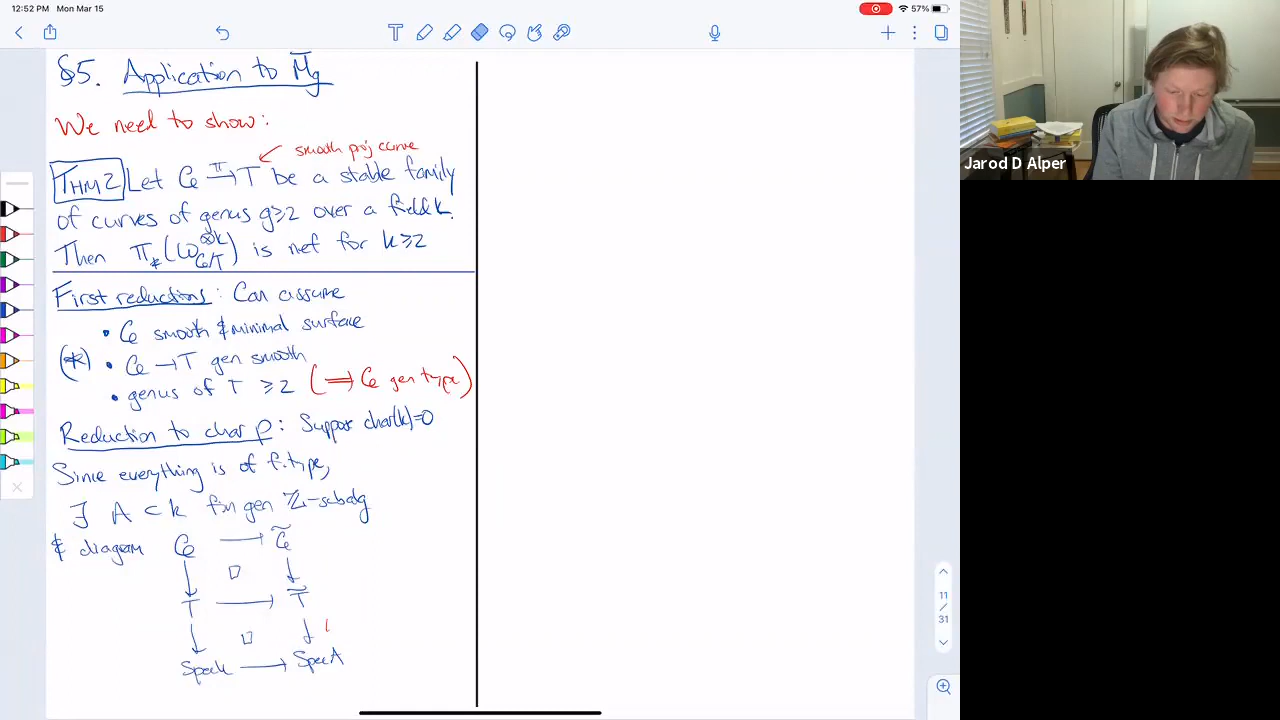 12:52 PM Mon Mar 15
57%
§5. Application to M̄g
We need to show:
smooth proj curve
THM 2 Let C →π T be a stable family
of curves of genus g≥2 over a field k.
Then π_*(ω_{C/T}^{⊗k}) is nef for k≥2
First reductions: Can assume
• C smooth & minimal surface
(*) • C → T gen smooth
• genus of T ≥2 (⟹ C gen type)
Reduction to char p: Suppose char(k)=0
Since everything is of f. type,
∃ A ⊂ k fin gen ℤ-subalg
& diagram C → C̃
↓ □ ↓
T → T̃
↓ □ ↓
Spec k → Spec A
11
/
31
Jarod D Alper